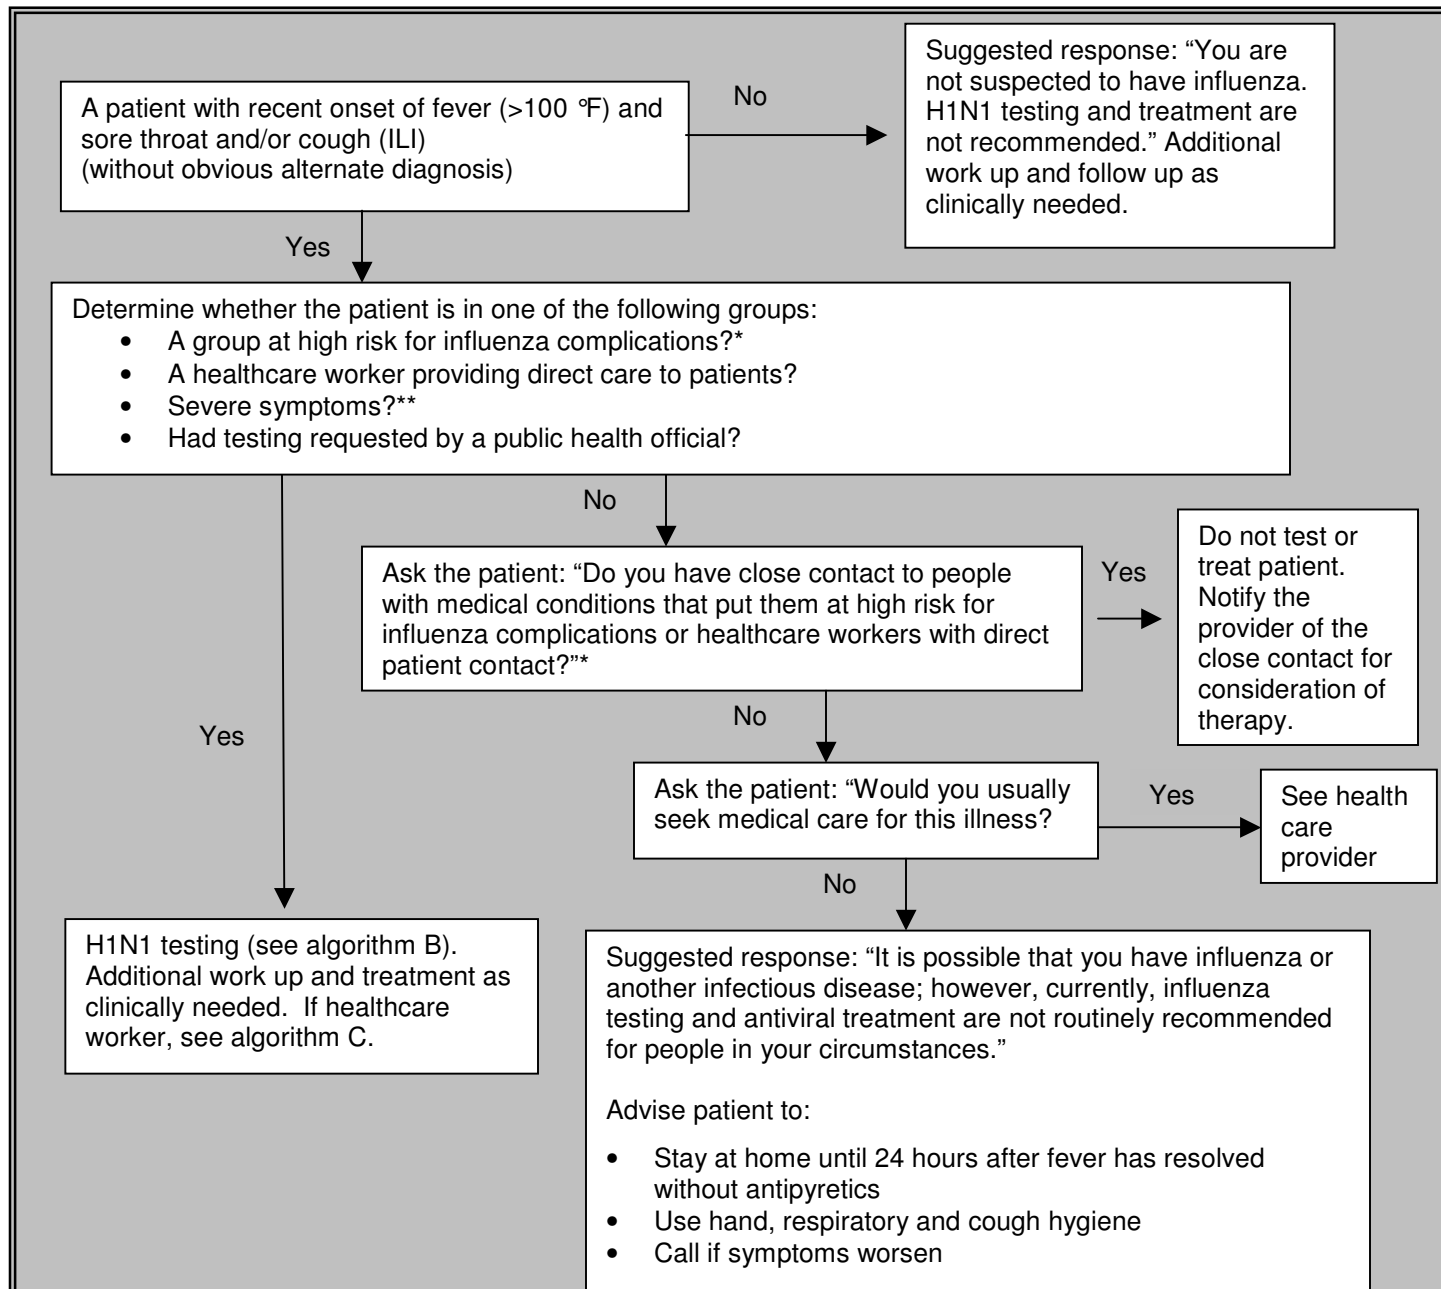 A patient with recent onset of fever (>100 °F) and
sore throat and/or cough (ILI)
(without obvious alternate diagnosis)
No
Suggested response: “You are
not suspected to have influenza.
H1N1 testing and treatment are
not recommended.” Additional
work up and follow up as
clinically needed.
Yes
Determine whether the patient is in one of the following groups:
• A group at high risk for influenza complications?*
• A healthcare worker providing direct care to patients?
• Severe symptoms?**
• Had testing requested by a public health official?
No
Ask the patient: “Do you have close contact to people
with medical conditions that put them at high risk for
influenza complications or healthcare workers with direct
patient contact?”*
Yes
Do not test or
treat patient.
Notify the
provider of the
close contact for
consideration of
therapy.
No
Yes
Ask the patient: “Would you usually
seek medical care for this illness?
Yes
See health
care
provider
No
H1N1 testing (see algorithm B).
Additional work up and treatment as
clinically needed.  If healthcare
worker, see algorithm C.
Suggested response: “It is possible that you have influenza or
another infectious disease; however, currently, influenza
testing and antiviral treatment are not routinely recommended
for people in your circumstances.”
Advise patient to:
• Stay at home until 24 hours after fever has resolved
without antipyretics
• Use hand, respiratory and cough hygiene
• Call if symptoms worsen